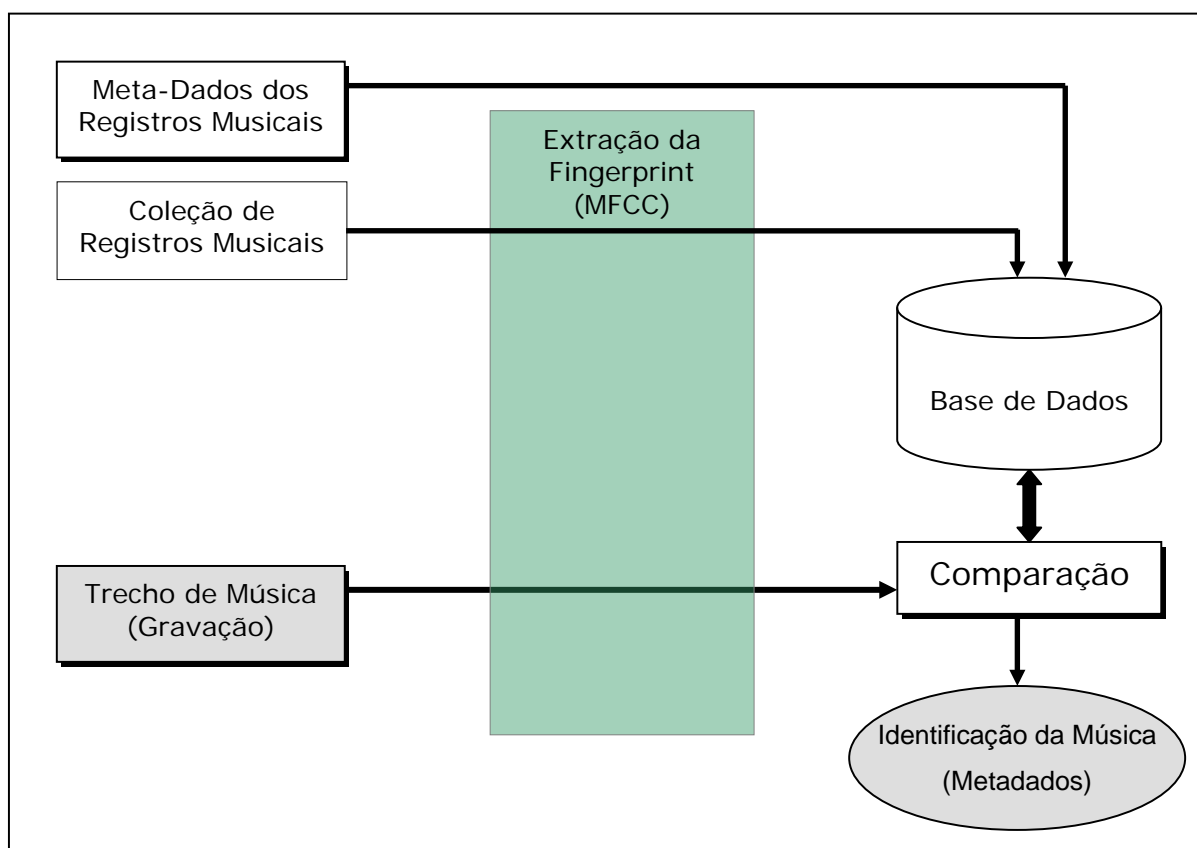 Meta-Dados dos
Registros Musicais
Extração da
Fingerprint
(MFCC)
Coleção de
Registros Musicais
Base de Dados
Comparação
Trecho de Música
(Gravação)
Identificação da Música
(Metadados)